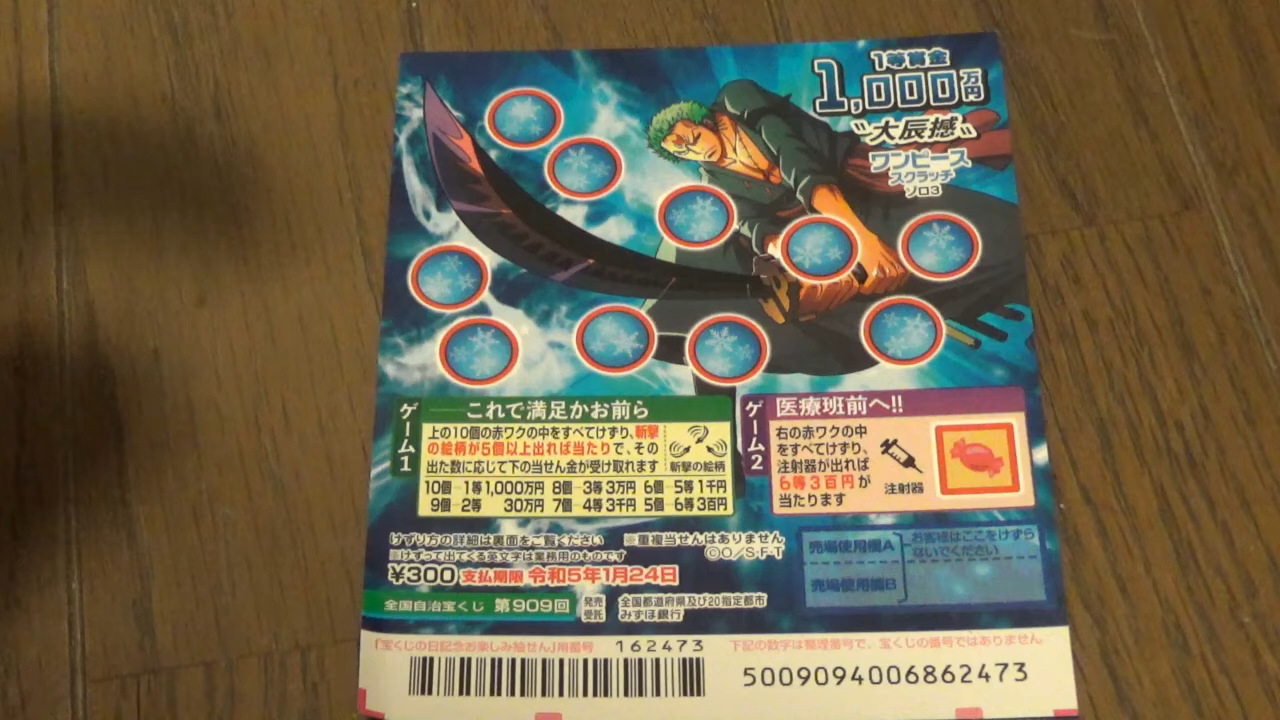 1等賞金
1,000万円
〝大辰撼〟
ワンピース
スクラッチ
ゾロ3
ゲーム1
これで満足かお前ら
上の10個の赤ワクの中をすべてけずり、斬撃
の絵柄が5個以上出れば当たりで、その
出た数に応じて下の当せん金が受け取れます
斬撃の絵柄
10個─1等1,000万円 8個─3等3万円 6個─5等1千円
9個─2等 30万円 7個─4等3千円 5個─6等3百円
ゲーム2
医療班前へ!!
右の赤ワクの中
をすべてけずり、
注射器が出れば
6等3百円が
当たります
注射器
けずり方の詳細は裏面をご覧ください ※重複当せんはありません
※けずって出てくる英文字は業務用のものです
©O/S,F-T
¥300 支払期限 令和5年1月24日
売場使用欄A
売場使用欄B
お客様はここをけずら
ないでください
全国自治宝くじ 第909回
発売 全国都道府県及び20指定都市
受託 みずほ銀行
「宝くじの日記念お楽しみ抽せん」用番号 162473
下記の数字は整理番号で、宝くじの番号ではありません。
5009094006862473